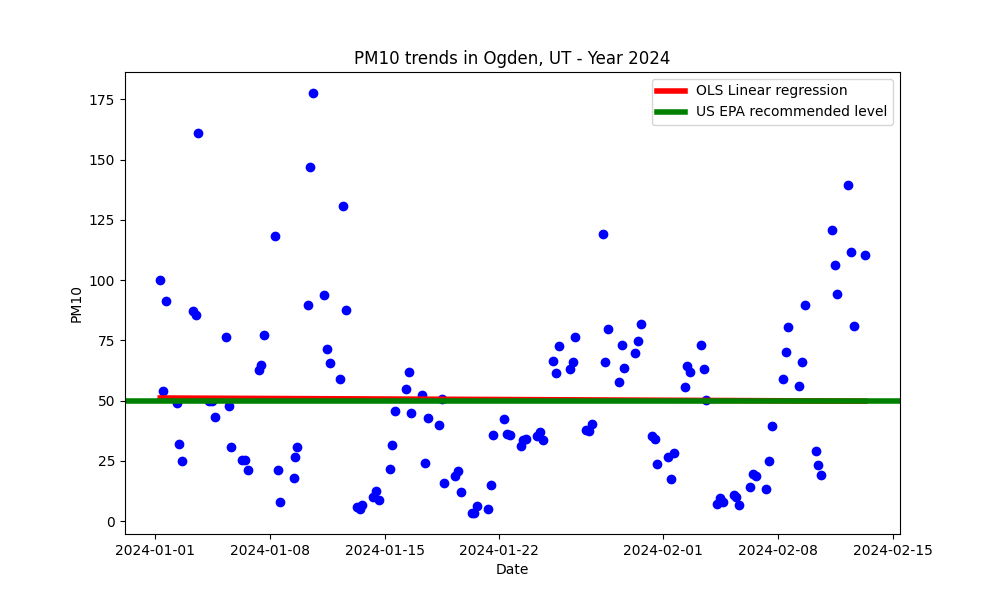 PM10 trends in Ogden, UT - Year 2024
OLS Linear regression
US EPA recommended level
175
150
125
100
75
50
25
0
PM10
2024-01-01 2024-01-08 2024-01-15 2024-01-22 2024-02-01 2024-02-08 2024-02-15
Date